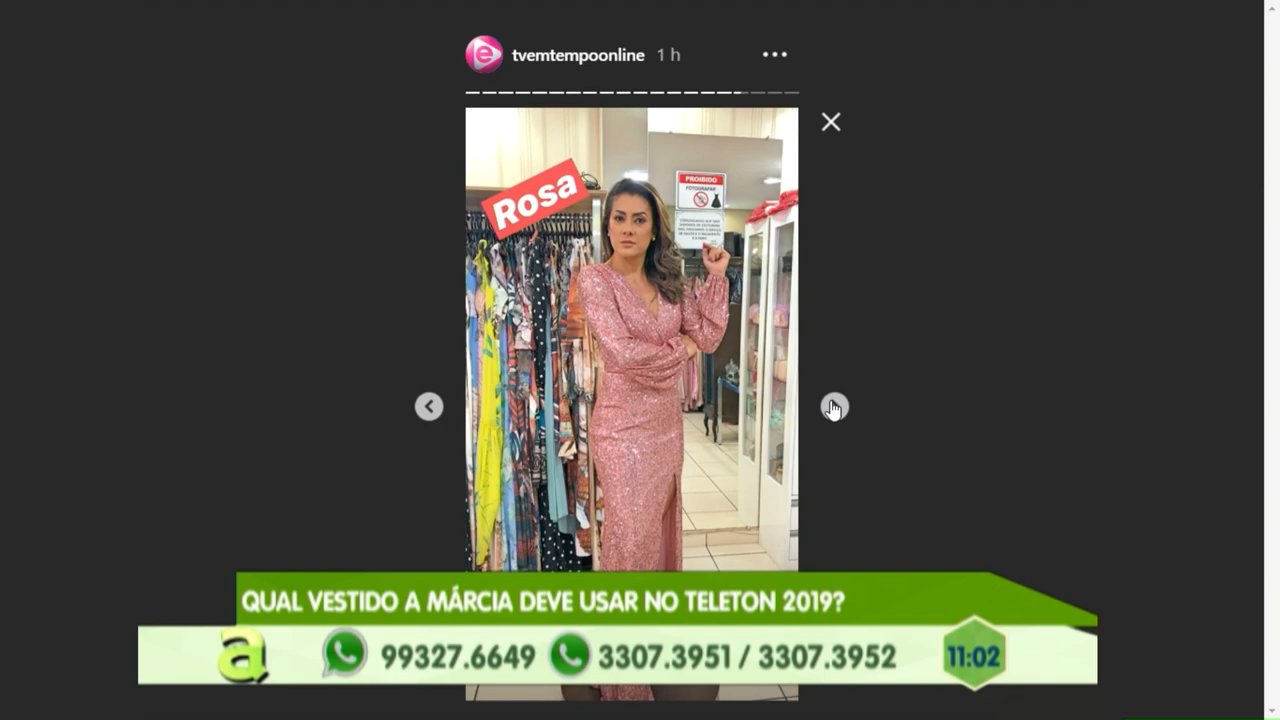 tvemtempoonline 1 h
Rosa
PROIBIDO
FOTOGRAFAR
QUAL VESTIDO A MÁRCIA DEVE USAR NO TELETON 2019?
a 99327.6649 3307.3951 / 3307.3952 11:02